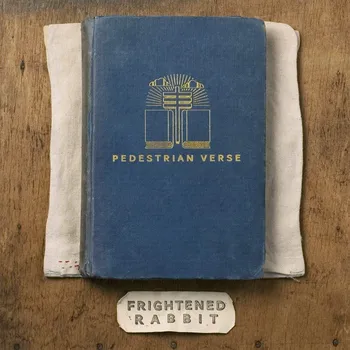 PEDESTRIAN VERSE
FRIGHTENED
RABBIT